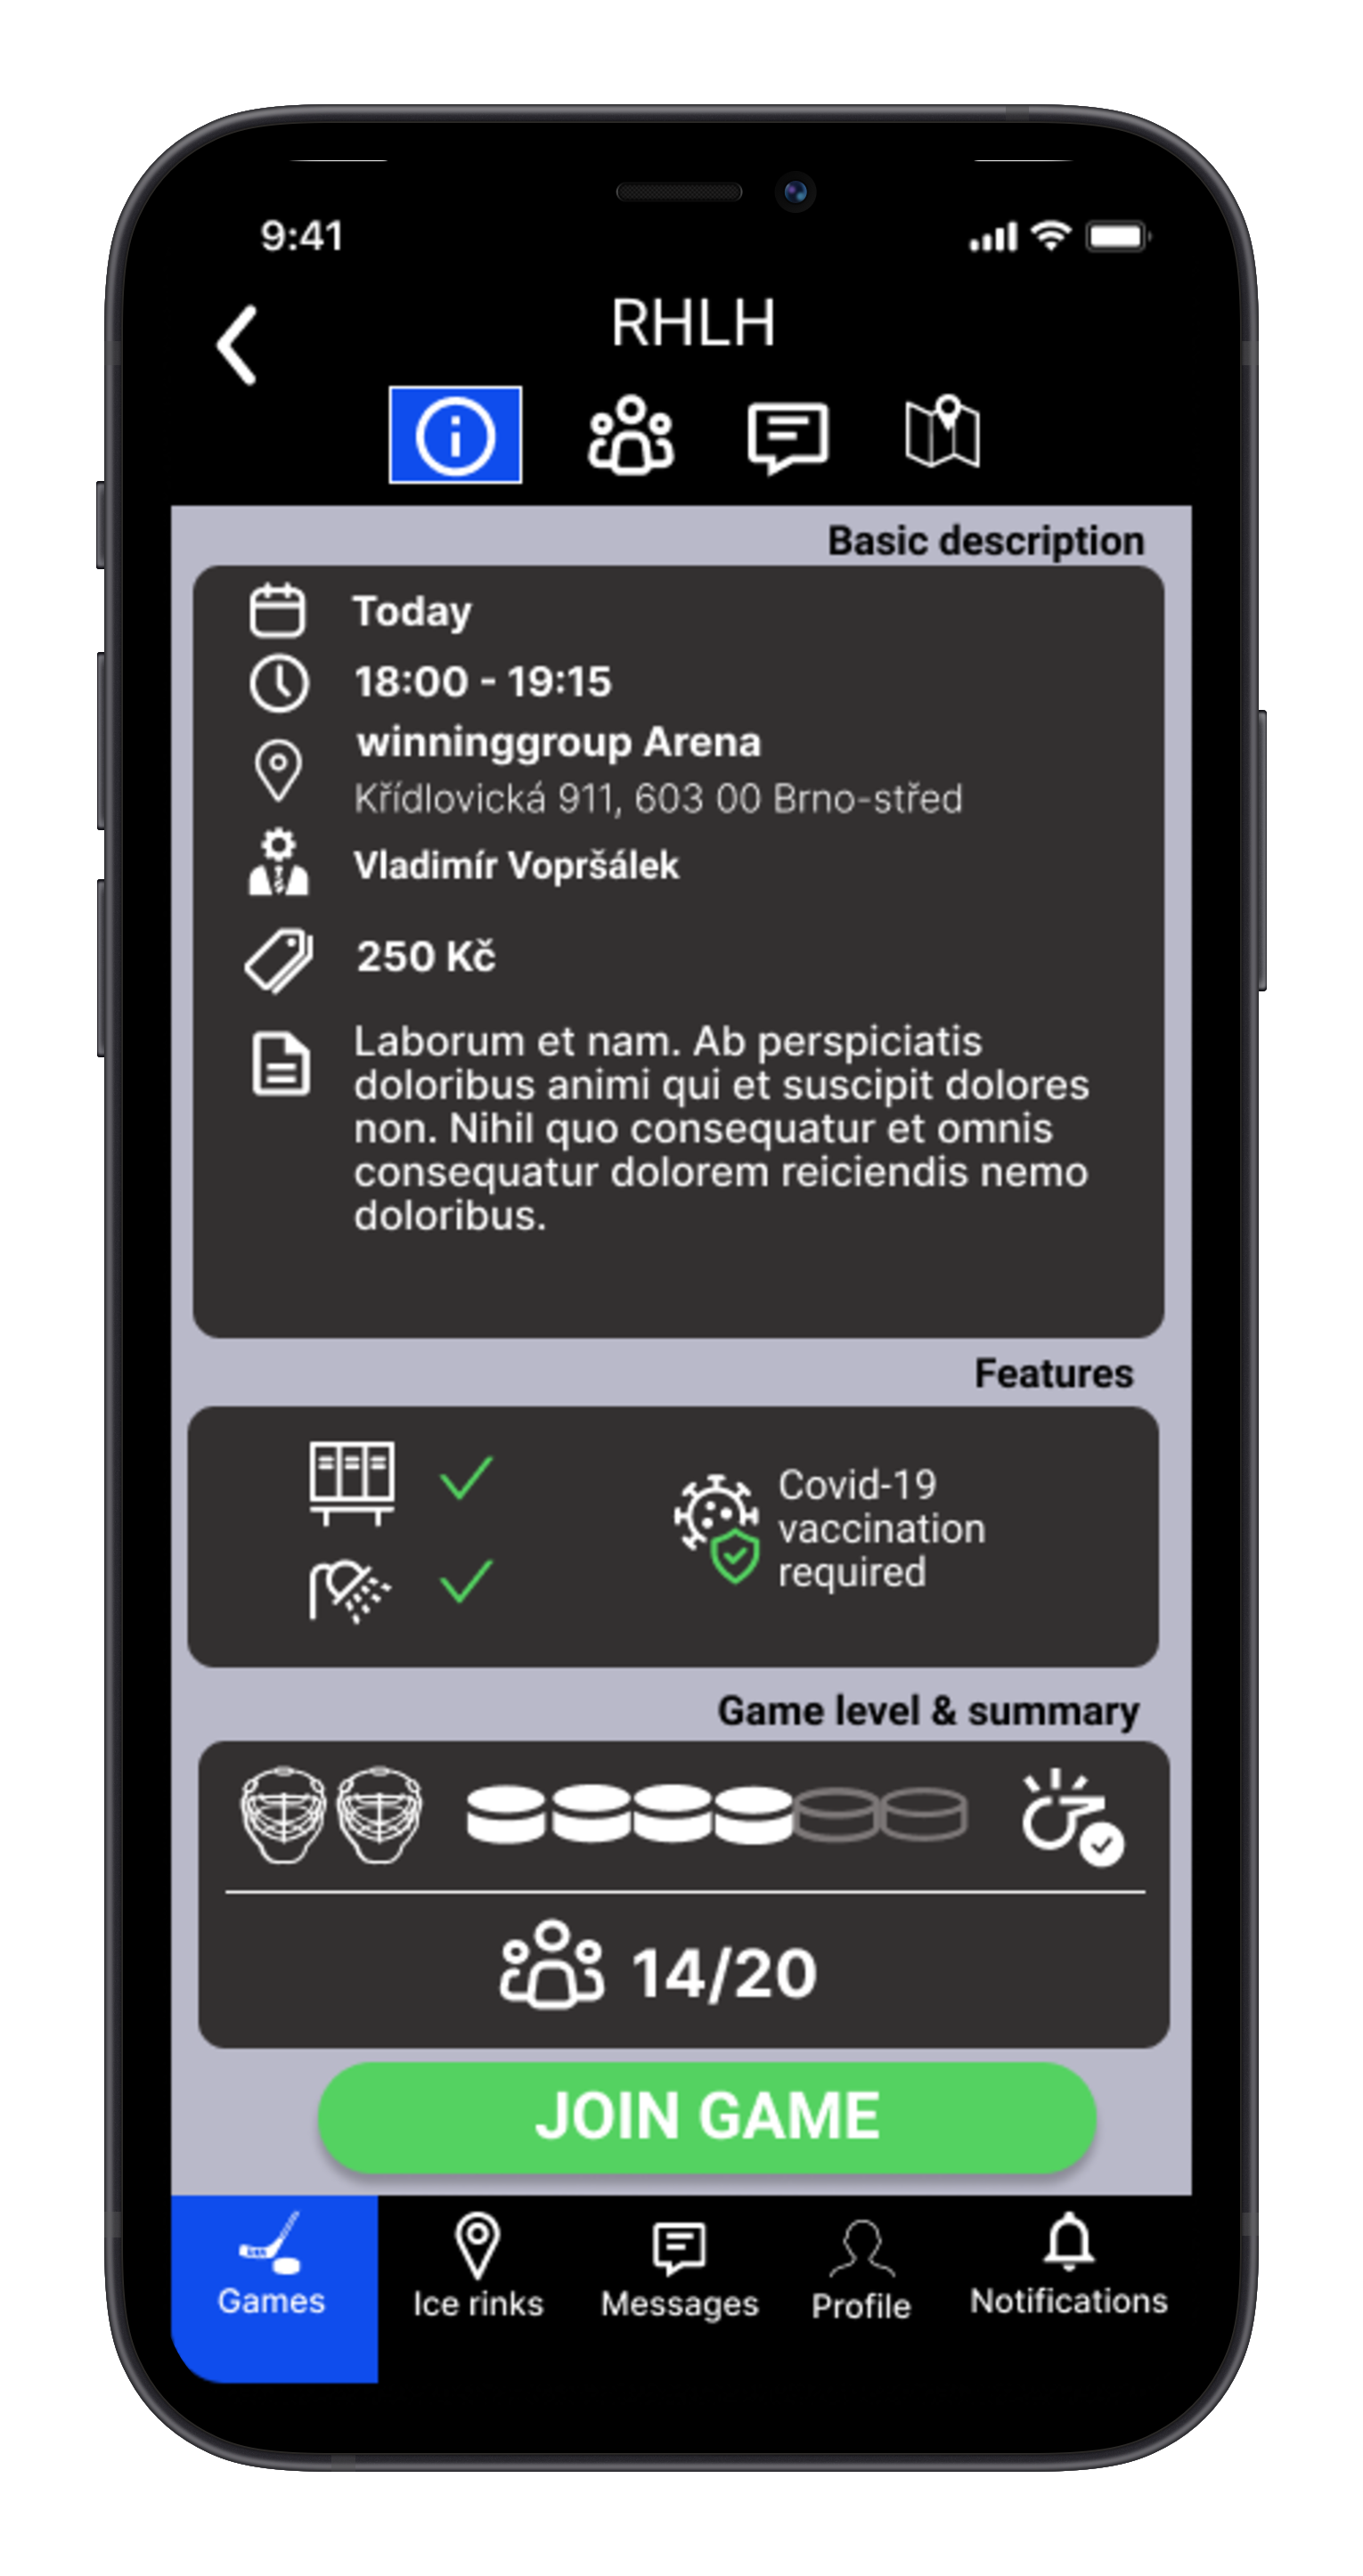 9:41
RHLH
Basic description
Today
18:00 - 19:15
winninggroup Arena
Křídlovická 911, 603 00 Brno-střed
Vladimír Vopršálek
250 Kč
Laborum et nam. Ab perspiciatis
doloribus animi qui et suscipit dolores
non. Nihil quo consequatur et omnis
consequatur dolorem reiciendis nemo
doloribus.
Features
Covid-19
vaccination
required
Game level & summary
14/20
JOIN GAME
Games
Ice rinks
Messages
Profile
Notifications